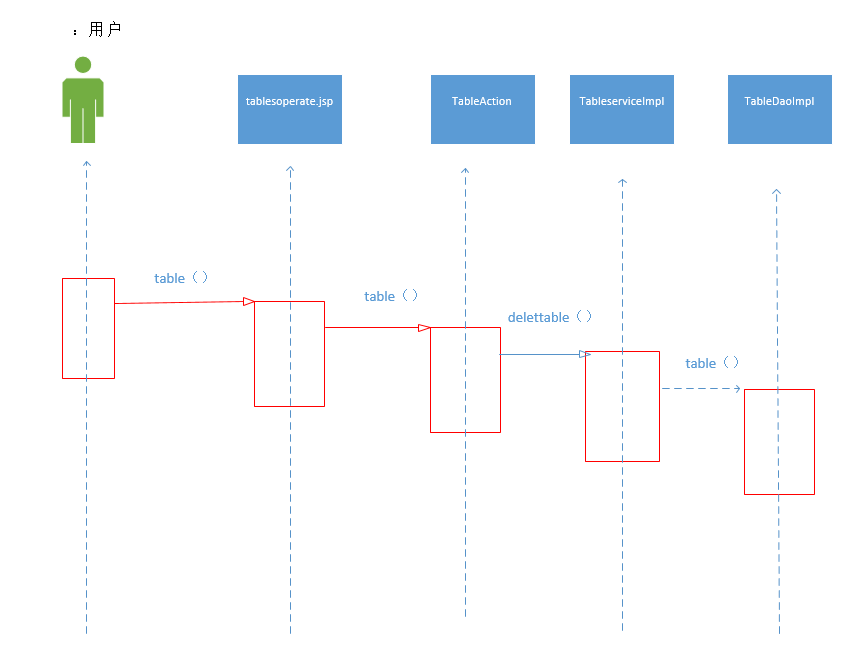 ：用户
tablesoperate.jsp
TableAction
TableserviceImpl
TableDaoImpl
table（）
table（）
delettable（）
table（）